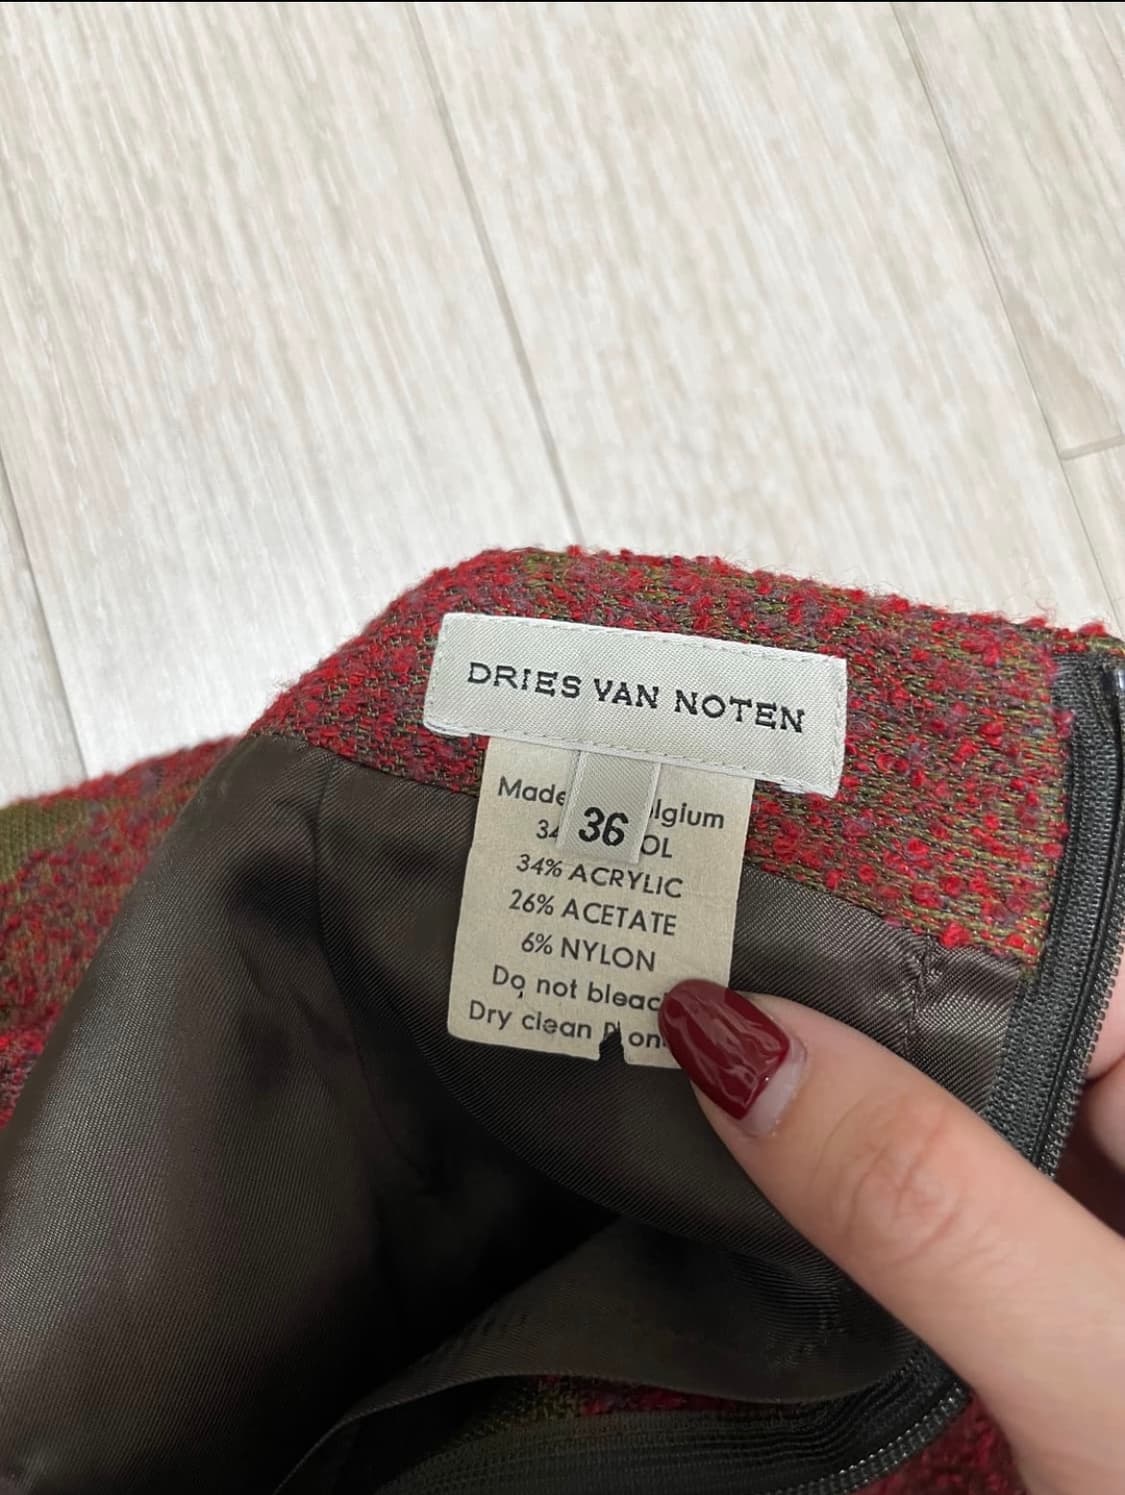 DRIES VAN NOTEN
36
Made lgium
34 OL
34% ACRYLIC
26% ACETATE
6% NYLON
Do not bleac
Dry clean P on